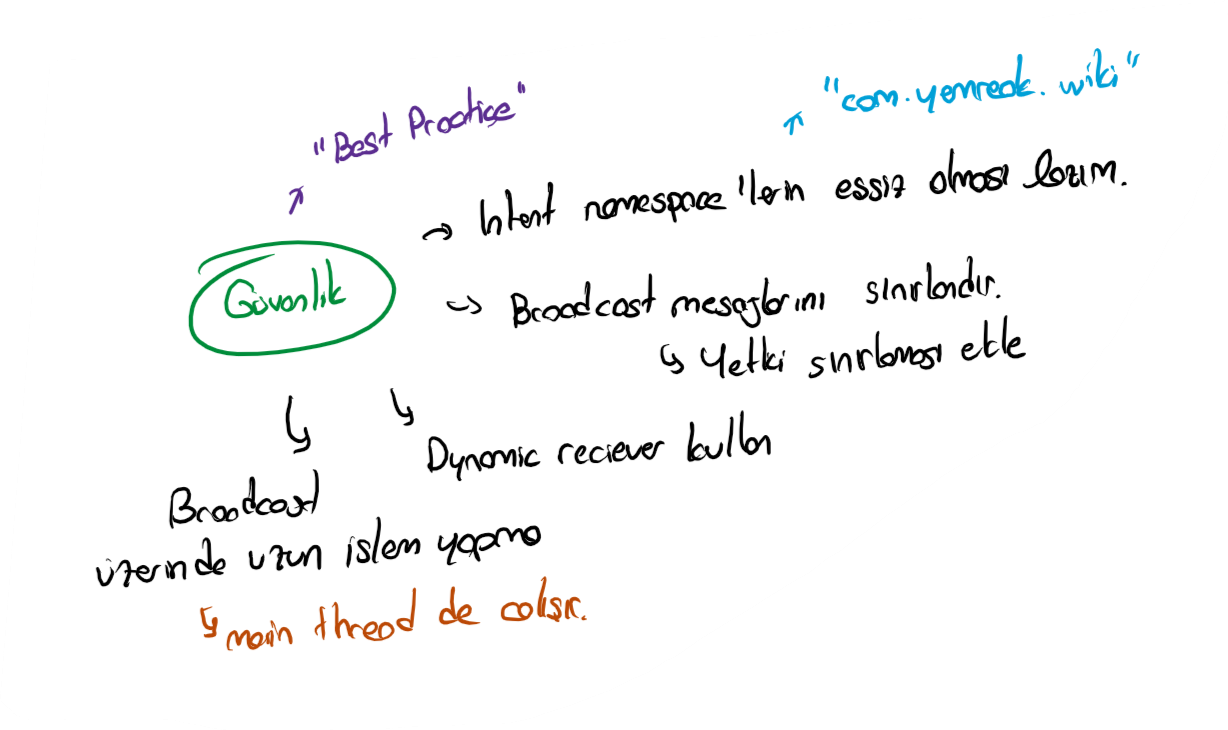 "Best Practice"
"com.yemreak.wiki"
Intent namespace 'lerin essiz olması lazım.
Güvenlik
Broadcast mesajlarını sınırlandır.
Yetki sınırlaması ekle
Dynamic reciever kullan
Broadcast
üzerinde uzun islem yapma
main thread de calısır.